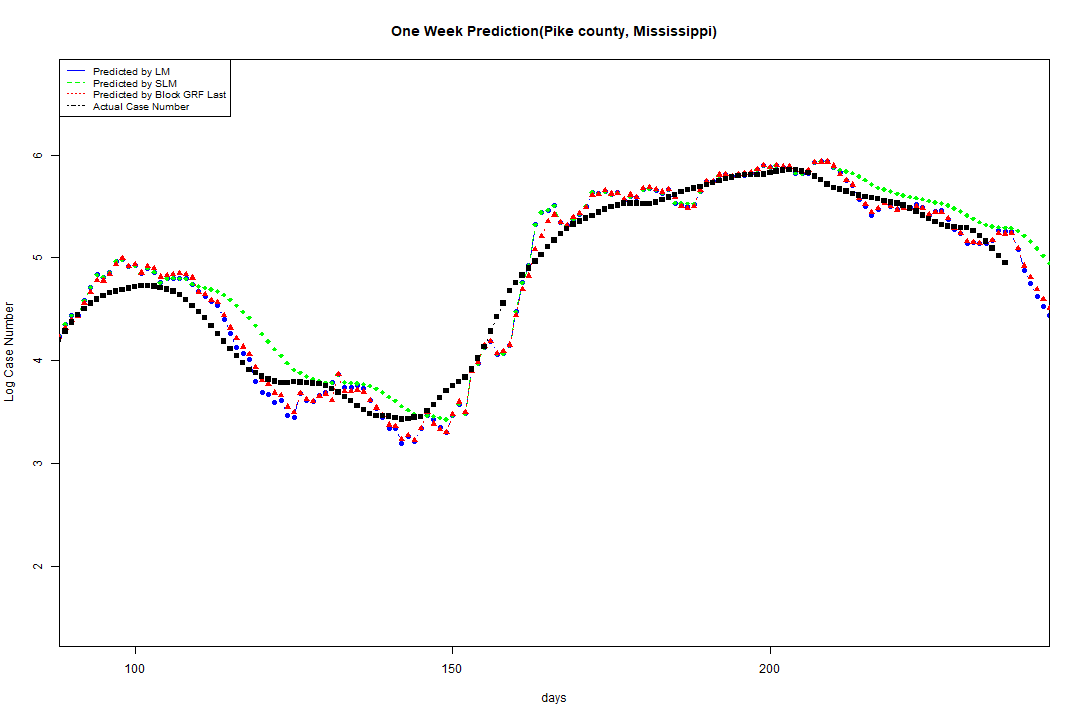 One Week Prediction(Pike county, Mississippi)
Predicted by LM
Predicted by SLM
Predicted by Block GRF Last
Actual Case Number
6
5
4
3
2
Log Case Number
100 150 200
days